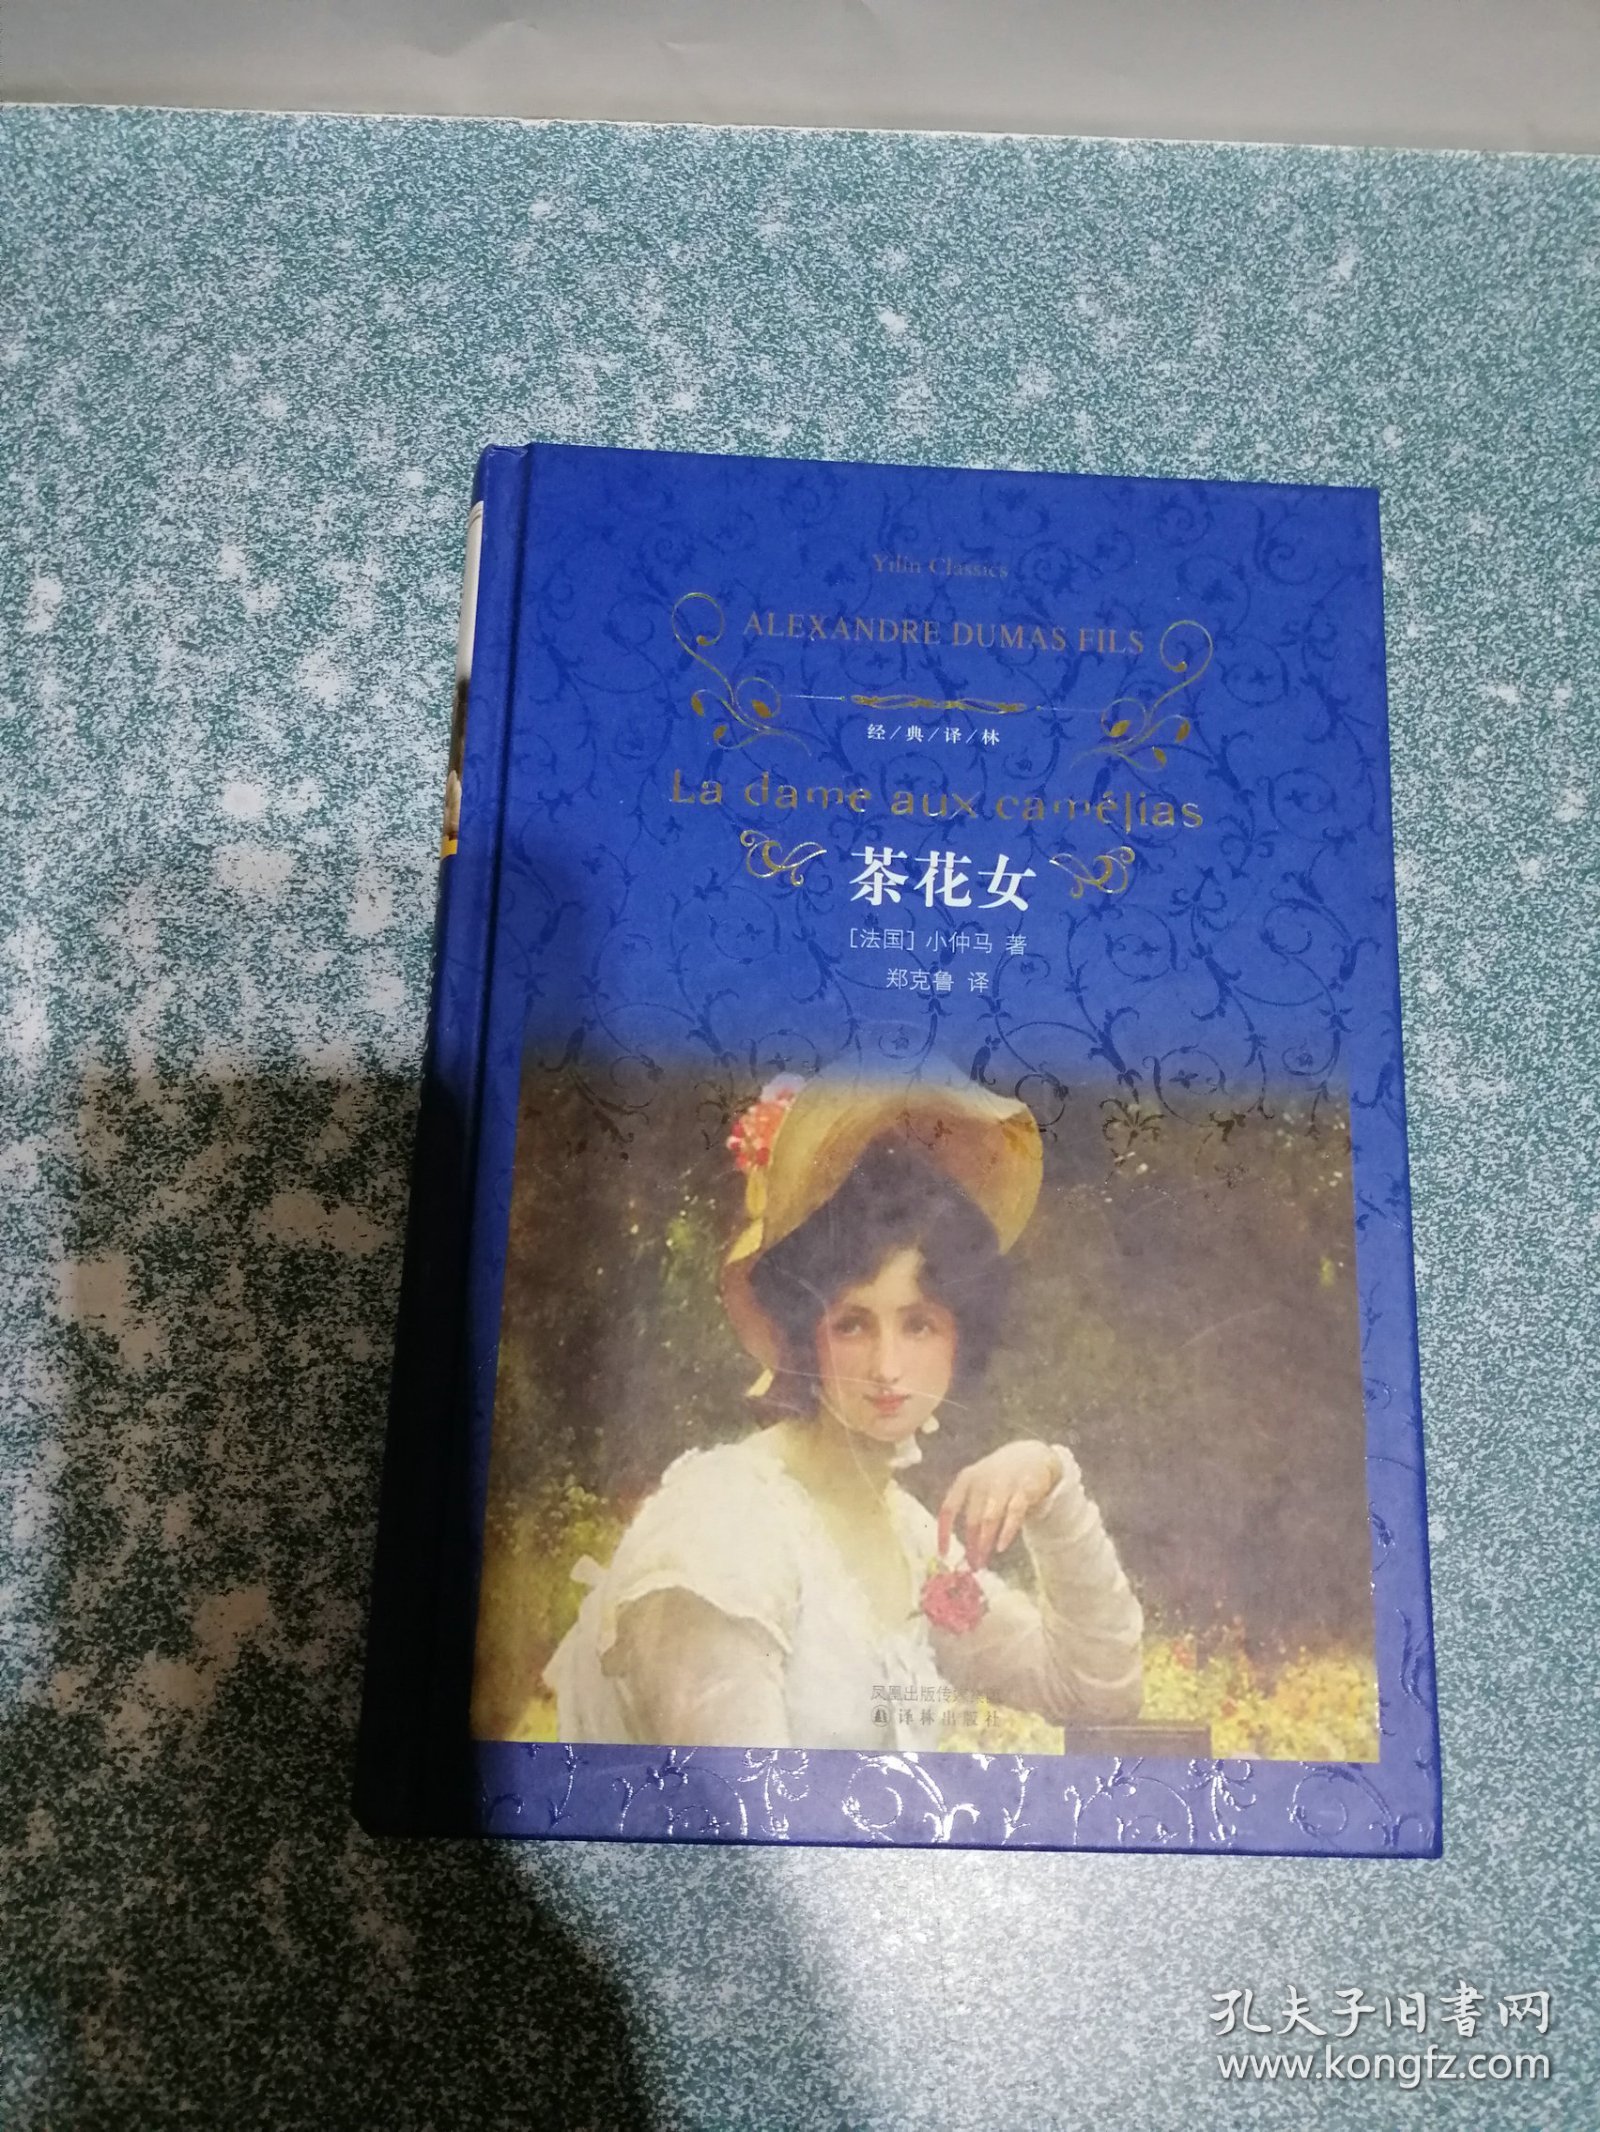 Yilin Classics
ALEXANDRE DUMAS FILS
经/典/译/林
La dame aux camélias
茶花女
[法国] 小仲马 著
郑克鲁 译
凤凰出版传媒
译林出版社
孔夫子旧书网
www.kongfz.com